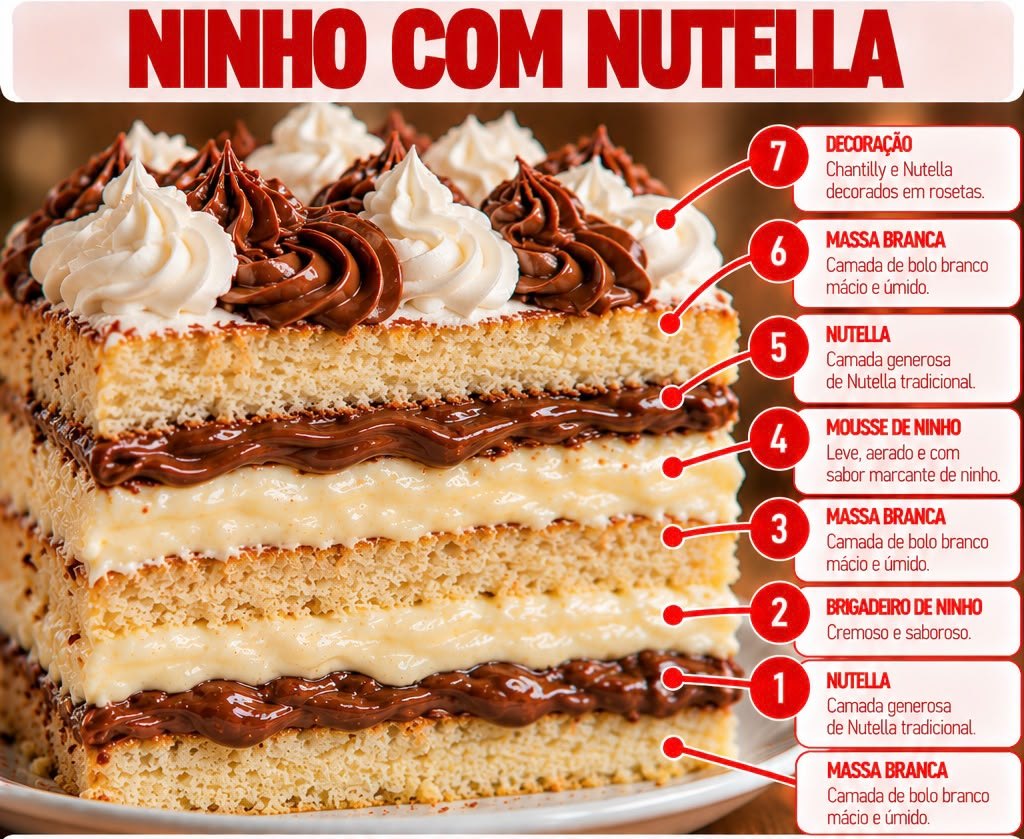 NINHO COM NUTELLA
7
DECORAÇÃO
Chantilly e Nutella
decorados em rosetas.
6
MASSA BRANCA
Camada de bolo branco
mácio e úmido.
5
NUTELLA
Camada generosa
de Nutella tradicional.
4
MOUSSE DE NINHO
Leve, aerado e com
sabor marcante de ninho.
3
MASSA BRANCA
Camada de bolo branco
mácio e úmido.
2
BRIGADEIRO DE NINHO
Cremoso e saboroso.
1
NUTELLA
Camada generosa
de Nutella tradicional.
MASSA BRANCA
Camada de bolo branco
mácio e úmido.